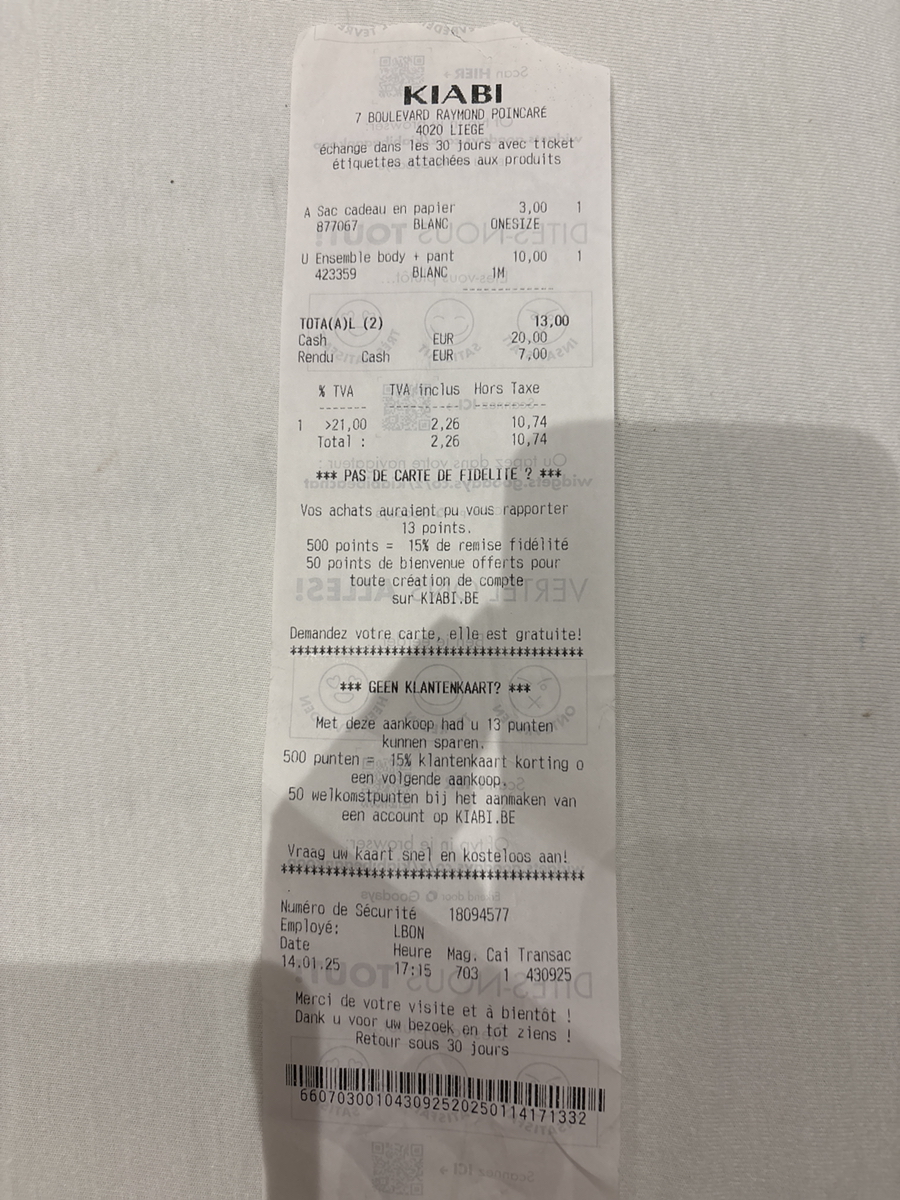 KIABI
7 BOULEVARD RAYMOND POINCARÉ
4020 LIEGE
échange dans les 30 jours avec ticket
étiquettes attachées aux produits
A Sac cadeau en papier 3,00 1
877067 BLANC ONESIZE
U Ensemble body + pant 10,00 1
423359 BLANC 1M
TOTA(A)L (2) 13,00
Cash EUR 20,00
Rendu Cash EUR 7,00
% TVA TVA inclus Hors Taxe
1 >21,00 2,26 10,74
Total : 2,26 10,74
*** PAS DE CARTE DE FIDELITE ? ***
Vos achats auraient pu vous rapporter
13 points.
500 points = 15% de remise fidélité
50 points de bienvenue offerts pour
toute création de compte
sur KIABI.BE
Demandez votre carte, elle est gratuite!
****************************************
*** GEEN KLANTENKAART? ***
Met deze aankoop had u 13 punten
kunnen sparen.
500 punten = 15% klantenkaart korting o
een volgende aankoop.
50 welkomstpunten bij het aanmaken van
een account op KIABI.BE
Vraag uw kaart snel en kosteloos aan!
****************************************
Numéro de Sécurité 18094577
Employé: LBON
Date Heure Mag. Cai Transac
14.01.25 17:15 703 1 430925
Merci de votre visite et à bientôt !
Dank u voor uw bezoek en tot ziens !
Retour sous 30 jours
66070300104309252025011417133​2